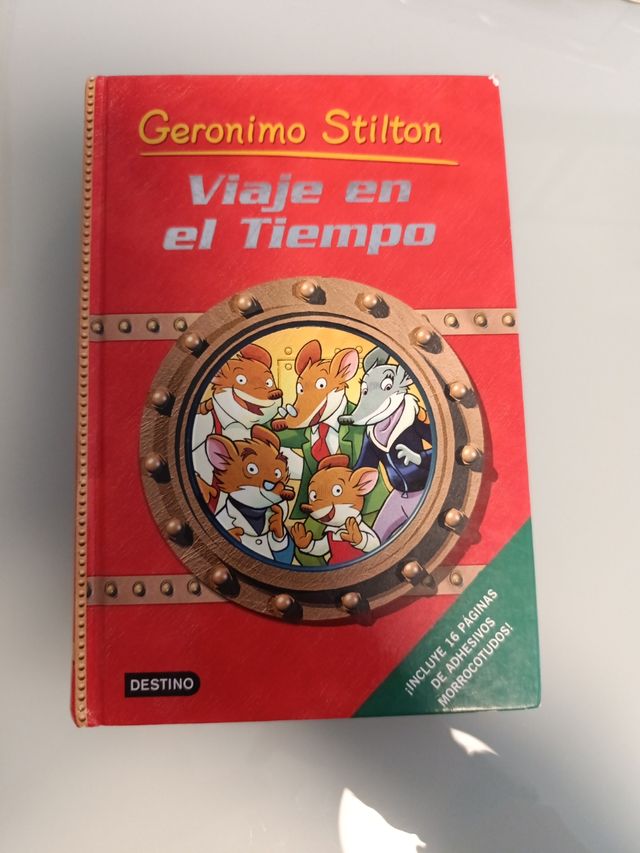 Geronimo Stilton
Viaje en
el Tiempo
DESTINO
¡INCLUYE 16 PÁGINAS
DE ADHESIVOS
MORROCOTUDOS!